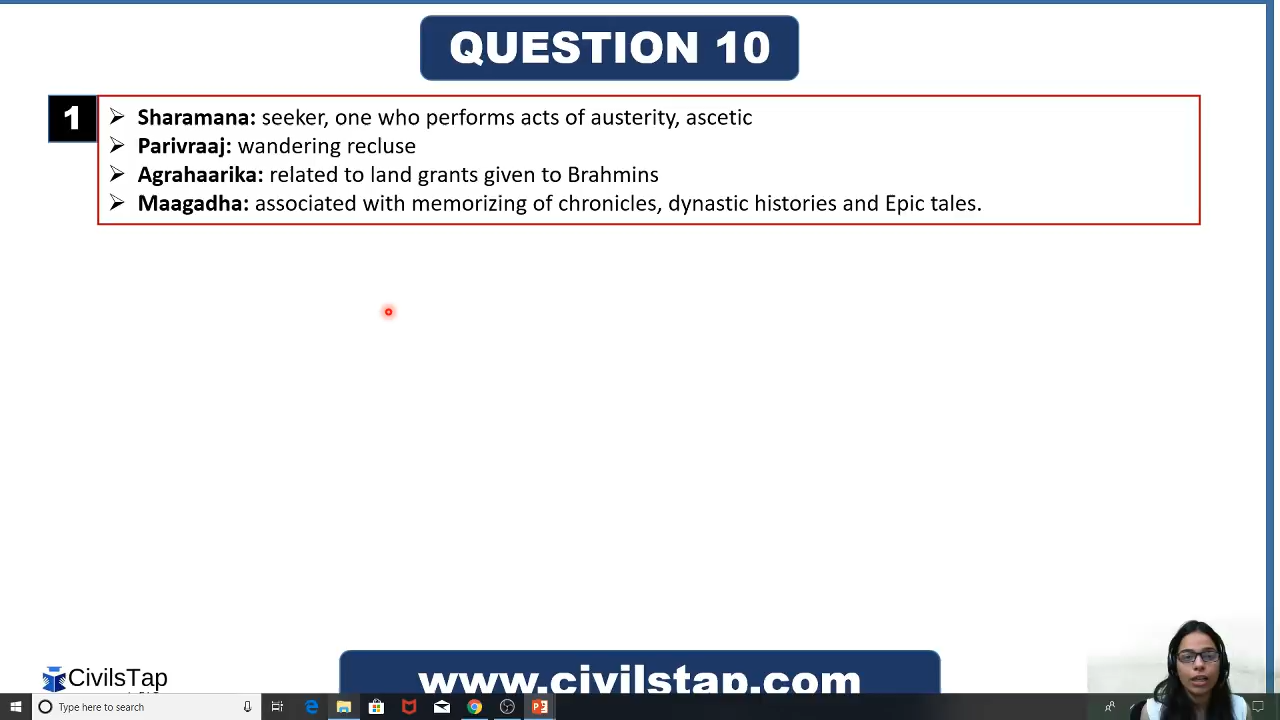 QUESTION 10
1
Sharamana: seeker, one who performs acts of austerity, ascetic
Parivraaj: wandering recluse
Agrahaarika: related to land grants given to Brahmins
Maagadha: associated with memorizing of chronicles, dynastic histories and Epic tales.
CivilsTap
www.civilstap.com
Type here to search